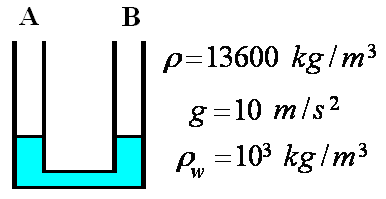 A B
ρ=13600 kg/m³
g=10 m/s²
ρw=10³ kg/m³